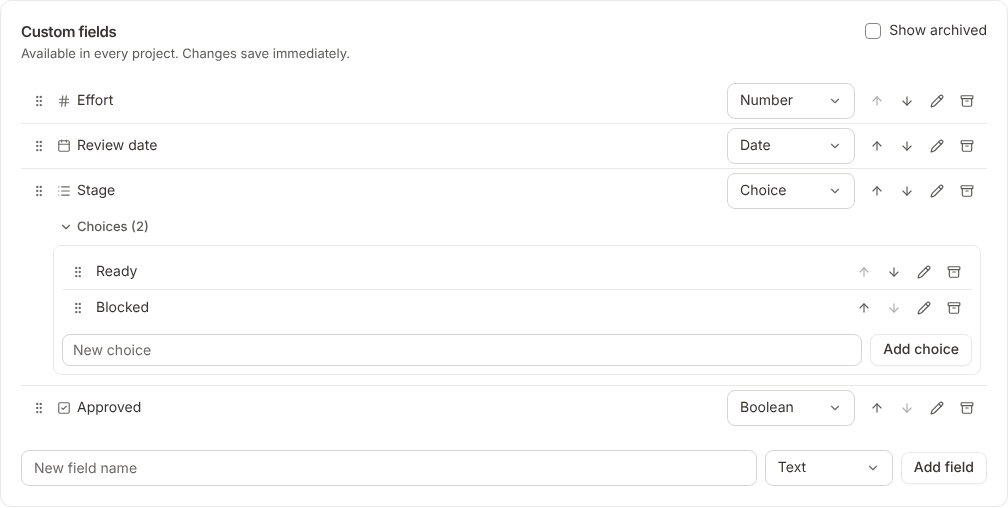 Custom fields
Show archived
Available in every project. Changes save immediately.
Effort
Number
Review date
Date
Stage
Choice
Choices (2)
Ready
Blocked
New choice
Add choice
Approved
Boolean
New field name
Text
Add field